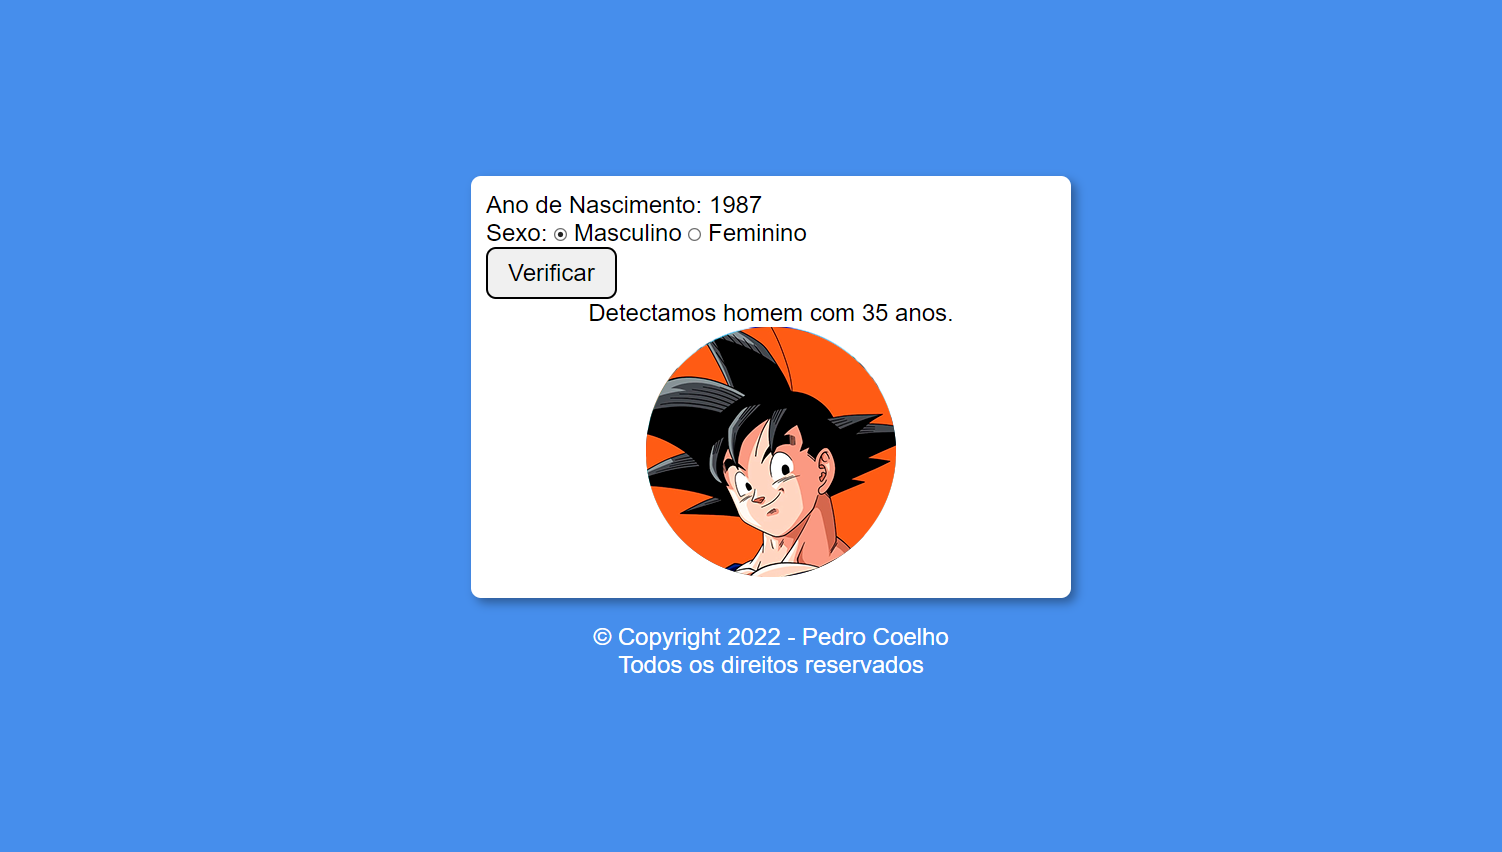 Ano de Nascimento: 1987
Sexo: Masculino Feminino
Verificar
Detectamos homem com 35 anos.
© Copyright 2022 - Pedro Coelho
Todos os direitos reservados